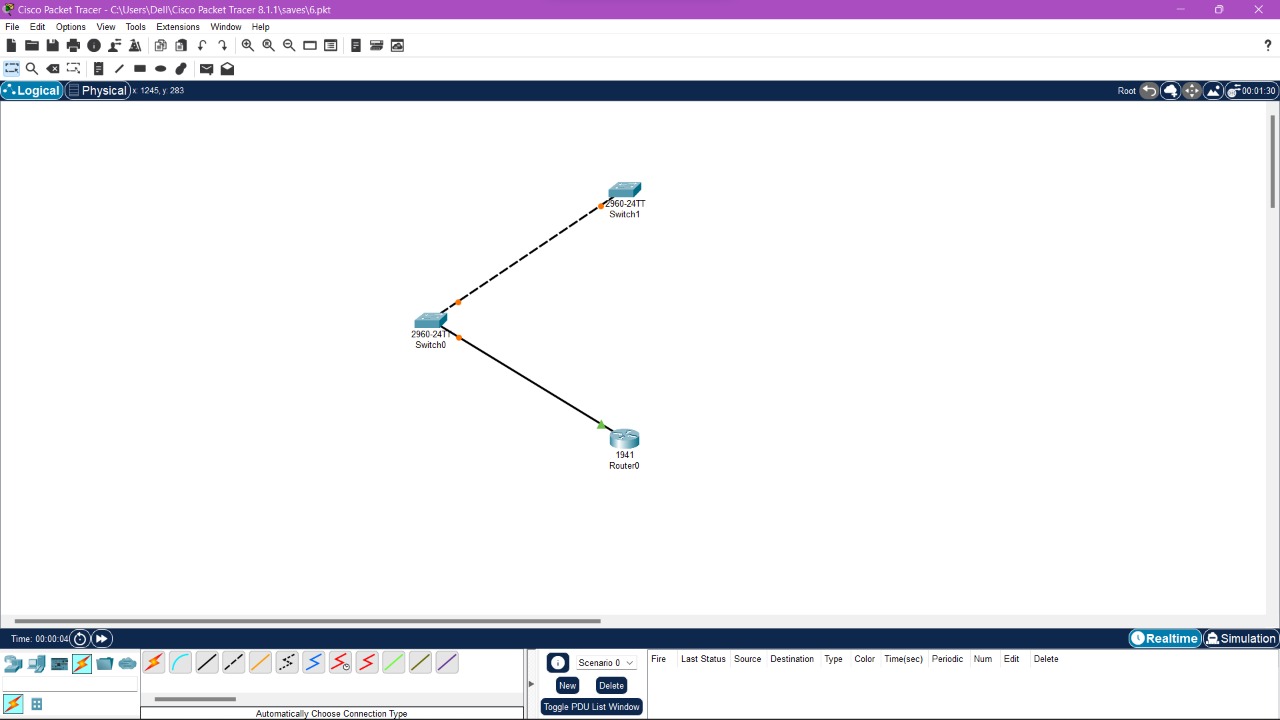 Cisco Packet Tracer - C:\Users\Dell\Cisco Packet Tracer 8.1.1\saves\6.pkt
File Edit Options View Tools Extensions Window Help
?
Logical Physical x: 1245, y: 283 Root 00:01:30
2960-24TT
Switch1
2960-24TT
Switch0
1941
Router0
Time: 00:00:04 Realtime Simulation
Scenario 0 Fire Last Status Source Destination Type Color Time(sec) Periodic Num Edit Delete
New Delete
Toggle PDU List Window
Automatically Choose Connection Type